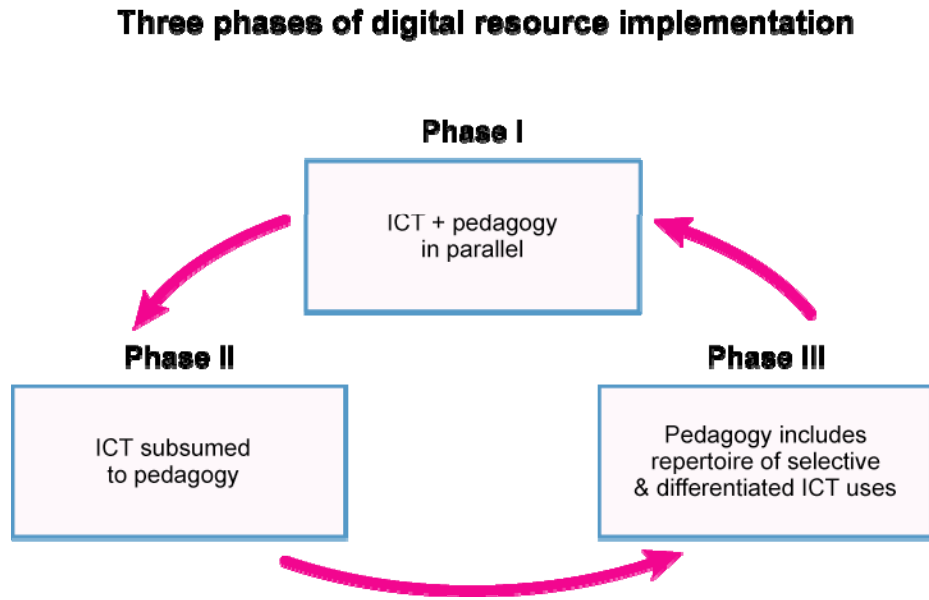 Three phases of digital resource implementation
Phase I
ICT + pedagogy
in parallel
Phase II
ICT subsumed
to pedagogy
Phase III
Pedagogy includes
repertoire of selective
& differentiated ICT uses